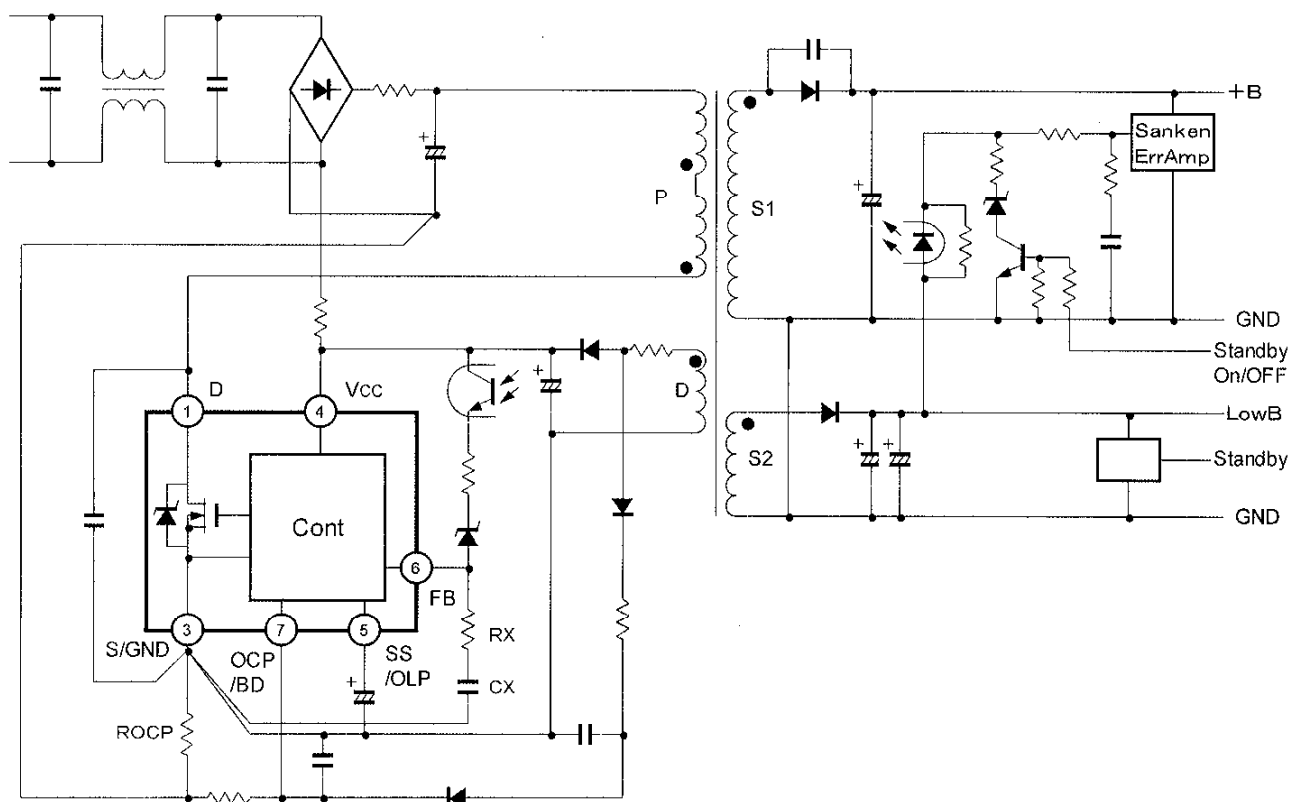 +B
Sanken
ErrAmp
P
S1
GND
Standby
On/OFF
D
VCC
1
4
D
LowB
S2
Standby
Cont
GND
6
FB
3
7
5
RX
S/GND
OCP
/BD
SS
/OLP
CX
ROCP
+
+
+
+
+
+
+